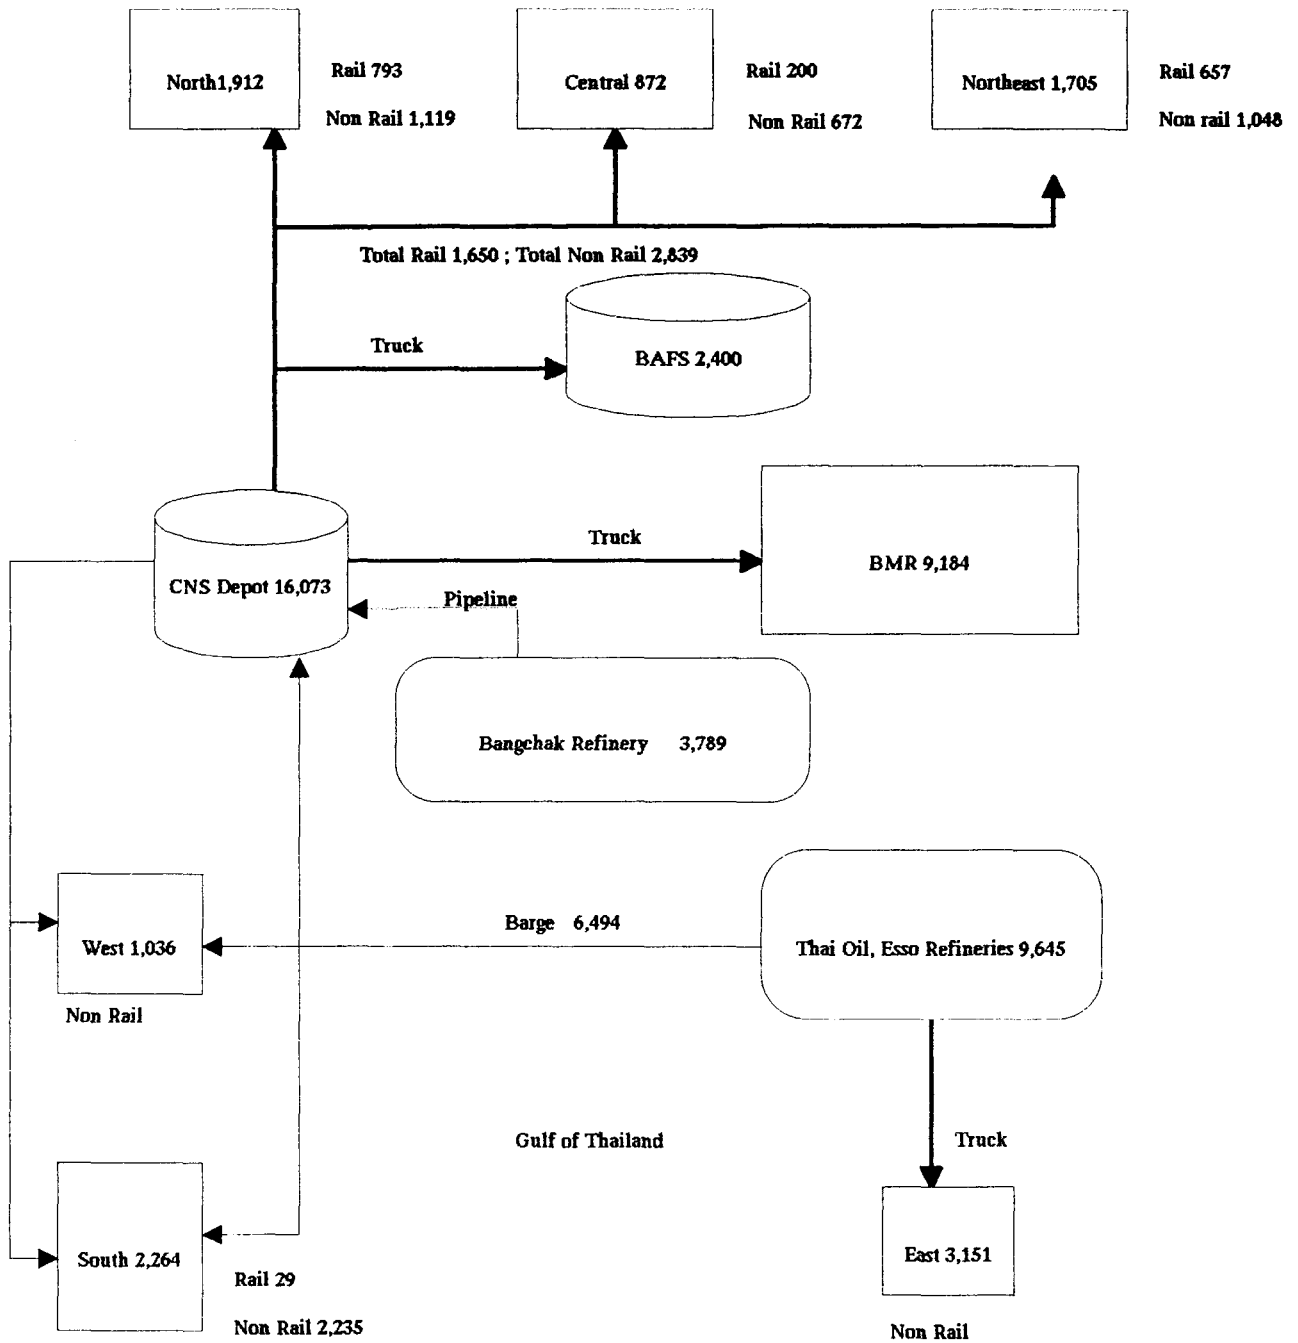 North1,912
Rail 793
Non Rail 1,119
Central 872
Rail 200
Non Rail 672
Northeast 1,705
Rail 657
Non rail 1,048
Total Rail 1,650 ; Total Non Rail 2,839
Truck
BAFS 2,400
Truck
BMR 9,184
CNS Depot 16,073
Pipeline
Bangchak Refinery 3,789
West 1,036
Non Rail
Barge 6,494
Thai Oil, Esso Refineries 9,645
Gulf of Thailand
Truck
South 2,264
Rail 29
Non Rail 2,235
East 3,151
Non Rail